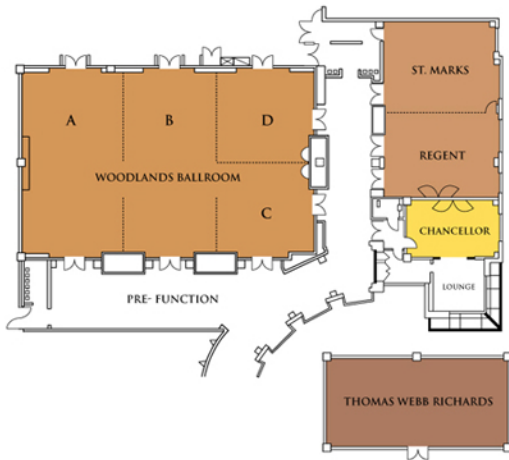 ST. MARKS
A
B
D
REGENT
WOODLANDS BALLROOM
C
CHANCELLOR
LOUNGE
PRE- FUNCTION
THOMAS WEBB RICHARDS